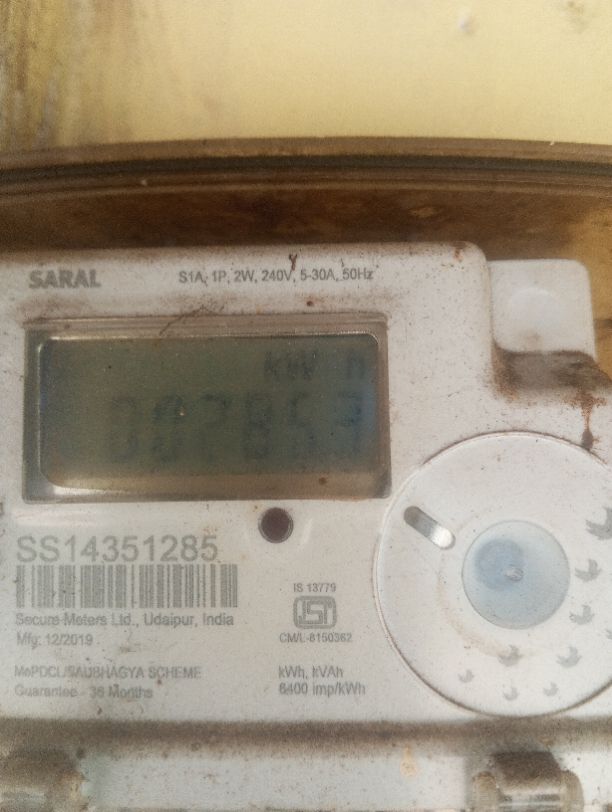 SARAL
S1A, 1P, 2W, 240V, 5-30A, 50Hz
kW h
SS14351285
Secure Meters Ltd., Udaipur, India
Mfg: 12/2019
MePDCL/SAUBHAGYA SCHEME
Guarantee - 36 Months
IS 13779
CM/L-8150362
kWh, kVAh
6400 imp/kWh